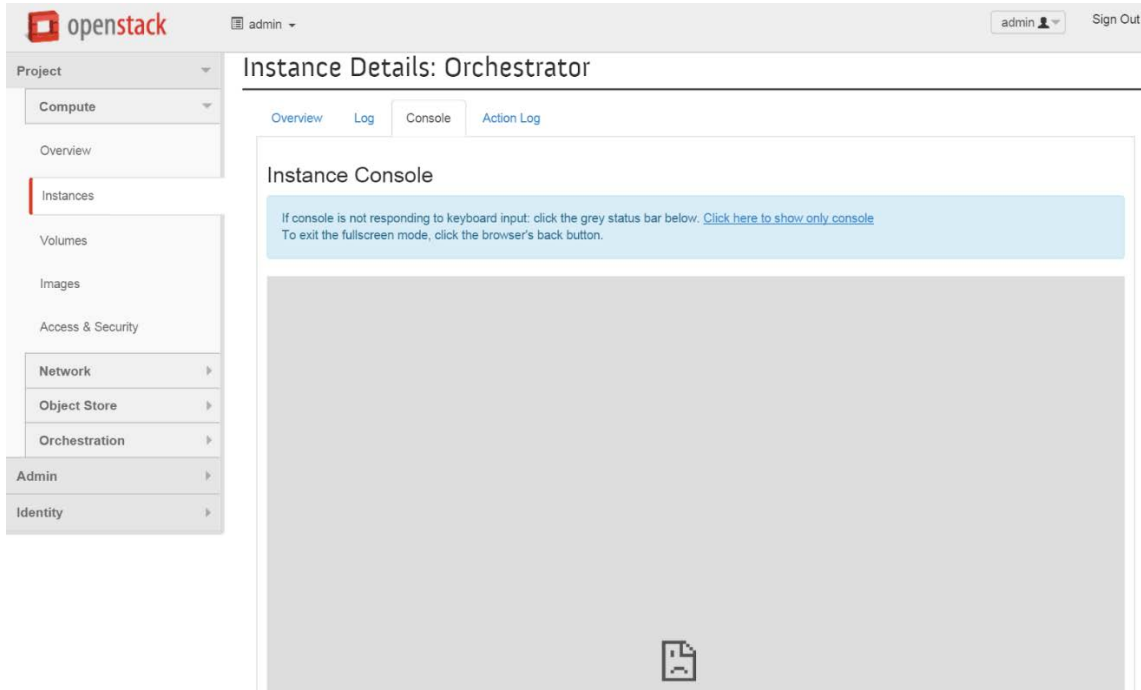 openstack
admin
admin
Sign Out
Project
Compute
Overview
Instances
Volumes
Images
Access & Security
Network
Object Store
Orchestration
Admin
Identity
Instance Details: Orchestrator
Overview Log Console Action Log
Instance Console
If console is not responding to keyboard input: click the grey status bar below. Click here to show only console
To exit the fullscreen mode, click the browser's back button.